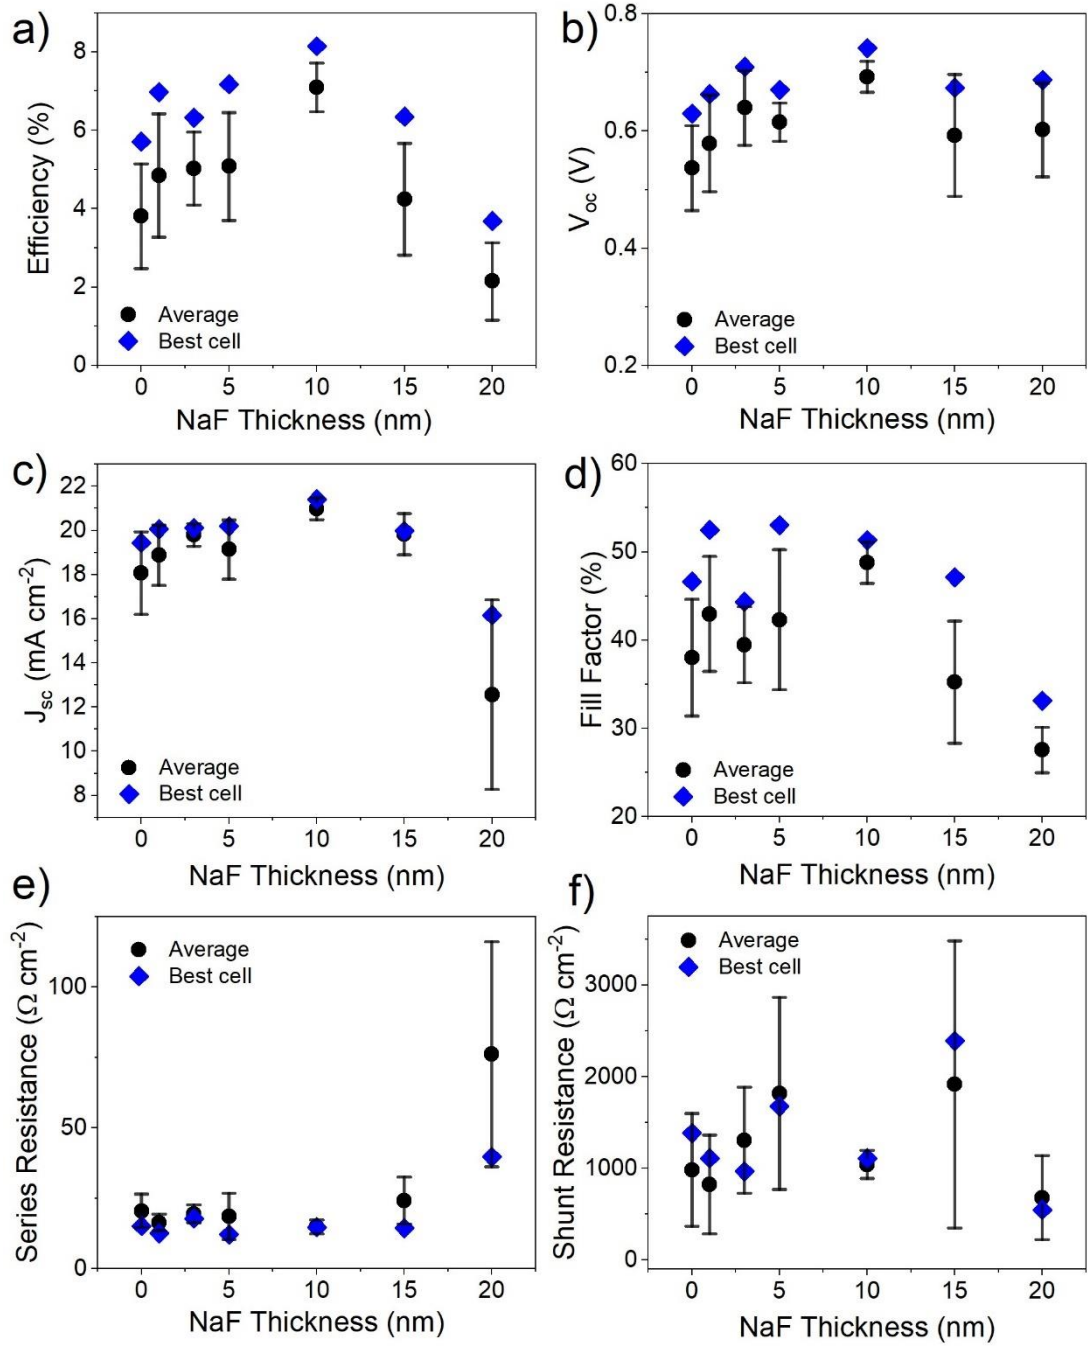 a)
Efficiency (%)
8
6
4
2
0
Average
Best cell
0 5 10 15 20
NaF Thickness (nm)
b)
V_oc (V)
0.8
0.6
0.4
0.2
Average
Best cell
0 5 10 15 20
NaF Thickness (nm)
c)
J_sc (mA cm⁻²)
22
20
18
16
14
12
10
8
Average
Best cell
0 5 10 15 20
NaF Thickness (nm)
d)
Fill Factor (%)
60
50
40
30
20
Average
Best cell
0 5 10 15 20
NaF Thickness (nm)
e)
Series Resistance (Ω cm⁻²)
100
50
0
Average
Best cell
0 5 10 15 20
NaF Thickness (nm)
f)
Shunt Resistance (Ω cm⁻²)
3000
2000
1000
0
Average
Best cell
0 5 10 15 20
NaF Thickness (nm)